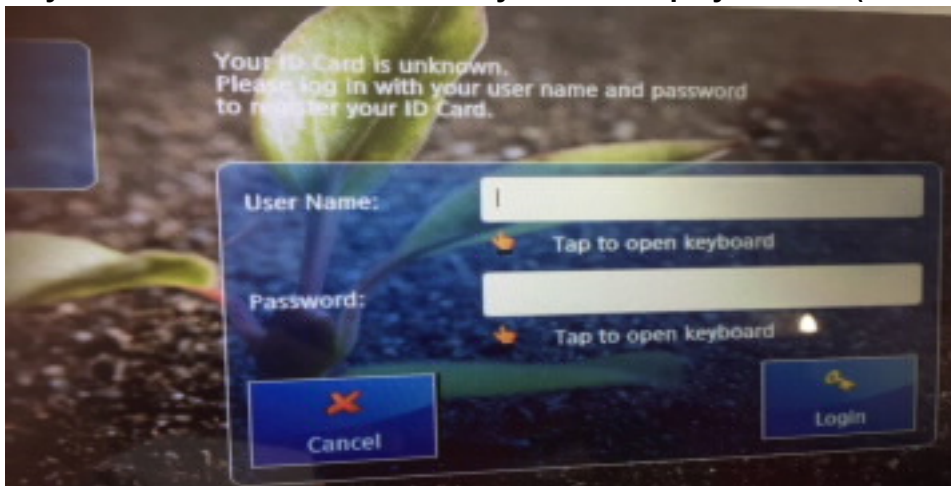 Your ID Card is unknown.
Please log in with your user name and password
to register your ID Card.
User Name:
Tap to open keyboard
Password:
Tap to open keyboard
Cancel
Login